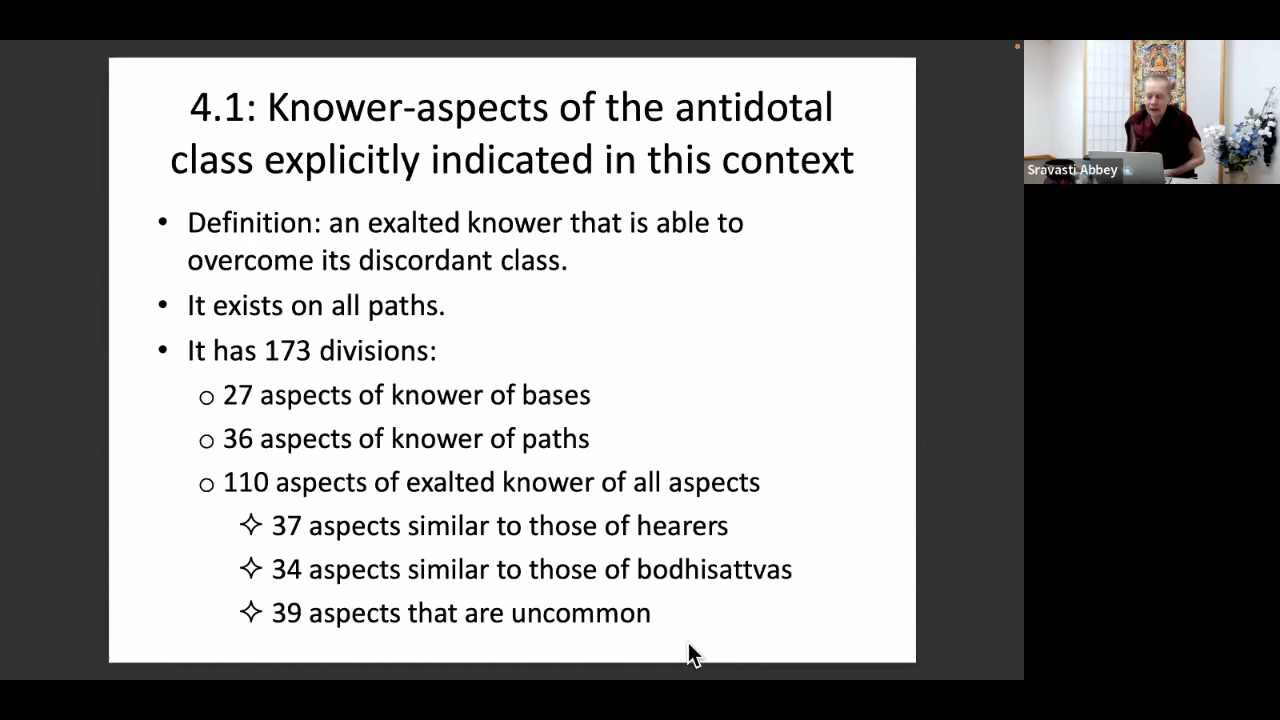 4.1: Knower-aspects of the antidotal
class explicitly indicated in this context
• Definition: an exalted knower that is able to
overcome its discordant class.
• It exists on all paths.
• It has 173 divisions:
o 27 aspects of knower of bases
o 36 aspects of knower of paths
o 110 aspects of exalted knower of all aspects
✧ 37 aspects similar to those of hearers
✧ 34 aspects similar to those of bodhisattvas
✧ 39 aspects that are uncommon
Sravasti Abbey